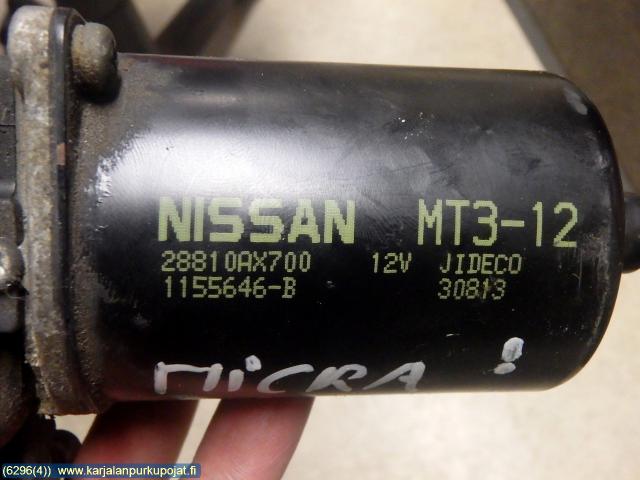 NISSAN MT3-12
28810AX700 12V JIDECO
1155646-B 30813
MICRA !
(6296(4)) www.karjalanpurkupojat.fi